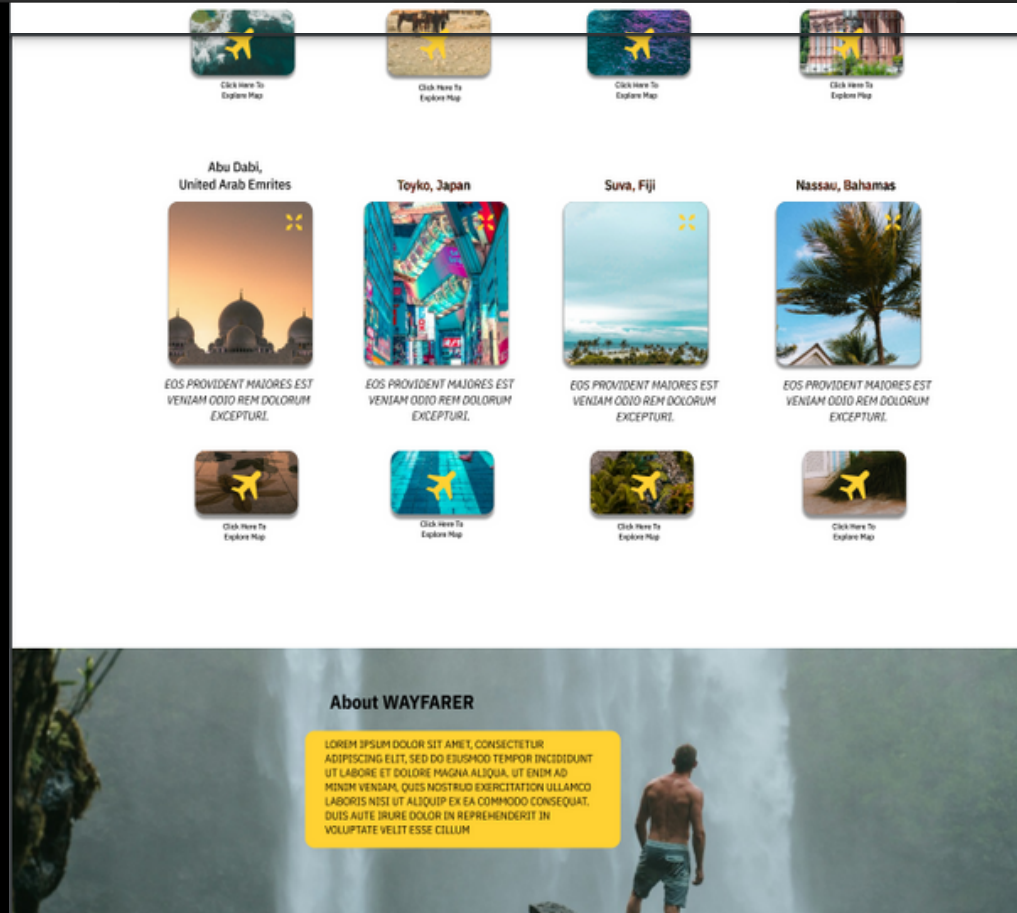 Click Here To
Explore Map
Click Here To
Explore Map
Click Here To
Explore Map
Click Here To
Explore Map
Abu Dabi,
United Arab Emrites
Toyko, Japan
Suva, Fiji
Nassau, Bahamas
EOS PROVIDENT MAIORES EST
VENIAM ODIO REM DOLORUM
EXCEPTURI.
EOS PROVIDENT MAIORES EST
VENIAM ODIO REM DOLORUM
EXCEPTURI.
EOS PROVIDENT MAIORES EST
VENIAM ODIO REM DOLORUM
EXCEPTURI.
EOS PROVIDENT MAIORES EST
VENIAM ODIO REM DOLORUM
EXCEPTURI.
Click Here To
Explore Map
Click Here To
Explore Map
Click Here To
Explore Map
Click Here To
Explore Map
About WAYFARER
LOREM IPSUM DOLOR SIT AMET, CONSECTETUR
ADIPISCING ELIT, SED DO EIUSMOD TEMPOR INCIDIDUNT
UT LABORE ET DOLORE MAGNA ALIQUA. UT ENIM AD
MINIM VENIAM, QUIS NOSTRUD EXERCITATION ULLAMCO
LABORIS NISI UT ALIQUIP EX EA COMMODO CONSEQUAT.
DUIS AUTE IRURE DOLOR IN REPREHENDERIT IN
VOLUPTATE VELIT ESSE CILLUM